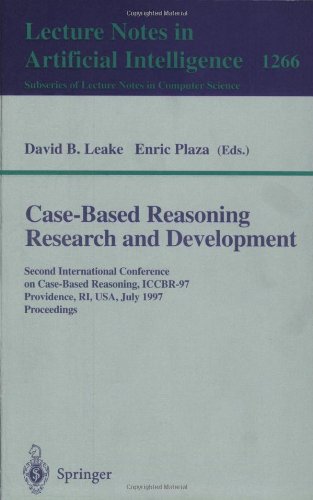 Lecture Notes in
Artificial Intelligence 1266
Subseries of Lecture Notes in Computer Science
David B. Leake Enric Plaza (Eds.)
Case-Based Reasoning
Research and Development
Second International Conference
on Case-Based Reasoning, ICCBR-97
Providence, RI, USA, July 1997
Proceedings
Springer